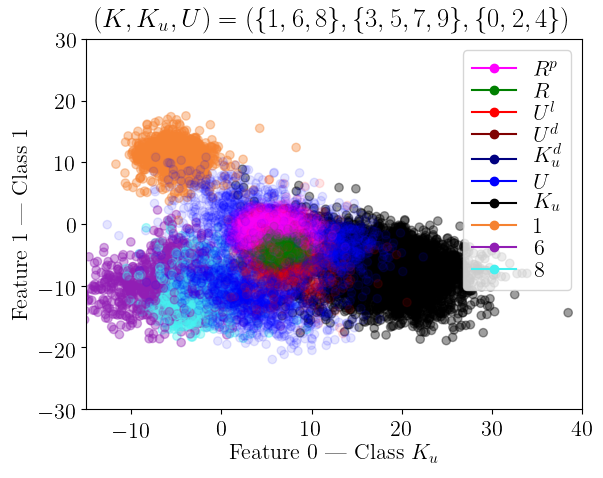 (K, K_u, U) = ({1, 6, 8}, {3, 5, 7, 9}, {0, 2, 4})
30
20
10
0
−10
−20
−30
Feature 1 — Class 1
R^p
R
U^l
U^d
K_u^d
U
K_u
1
6
8
−10
0
10
20
30
40
Feature 0 — Class K_u